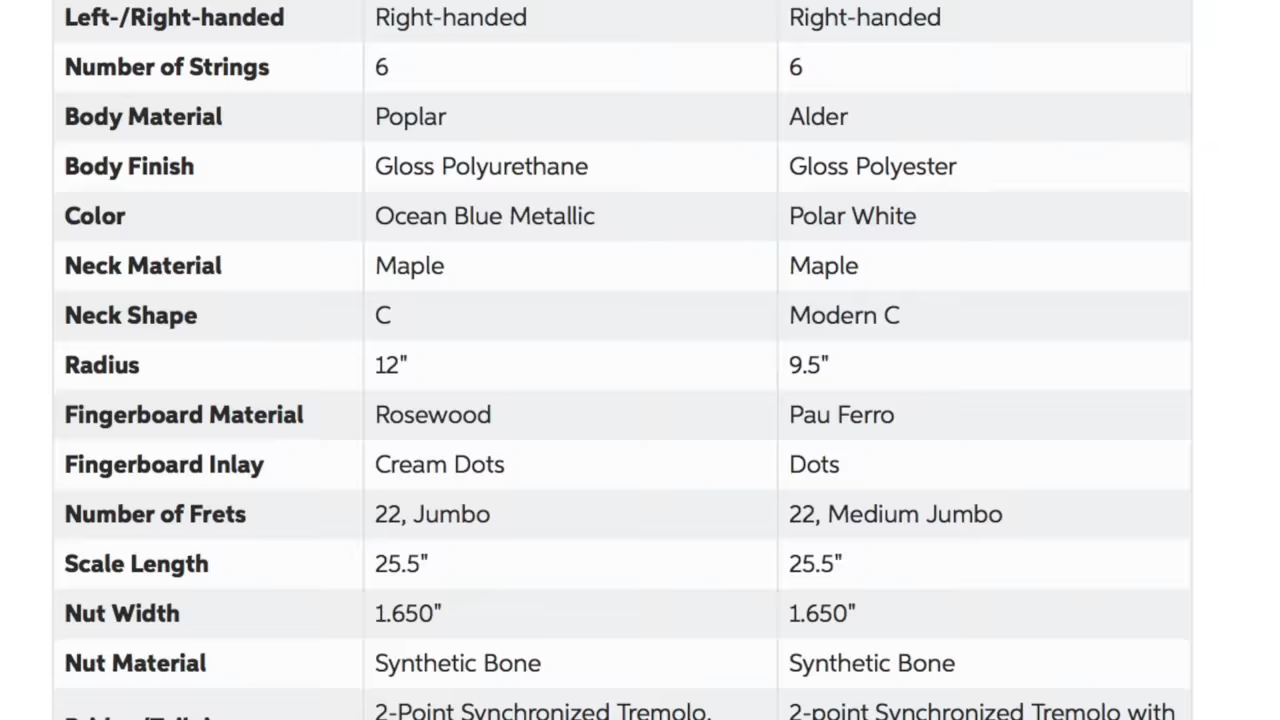 Left-/Right-handed Right-handed Right-handed
Number of Strings 6 6
Body Material Poplar Alder
Body Finish Gloss Polyurethane Gloss Polyester
Color Ocean Blue Metallic Polar White
Neck Material Maple Maple
Neck Shape C Modern C
Radius 12" 9.5"
Fingerboard Material Rosewood Pau Ferro
Fingerboard Inlay Cream Dots Dots
Number of Frets 22, Jumbo 22, Medium Jumbo
Scale Length 25.5" 25.5"
Nut Width 1.650" 1.650"
Nut Material Synthetic Bone Synthetic Bone
2-Point Synchronized Tremolo, 2-point Synchronized Tremolo with